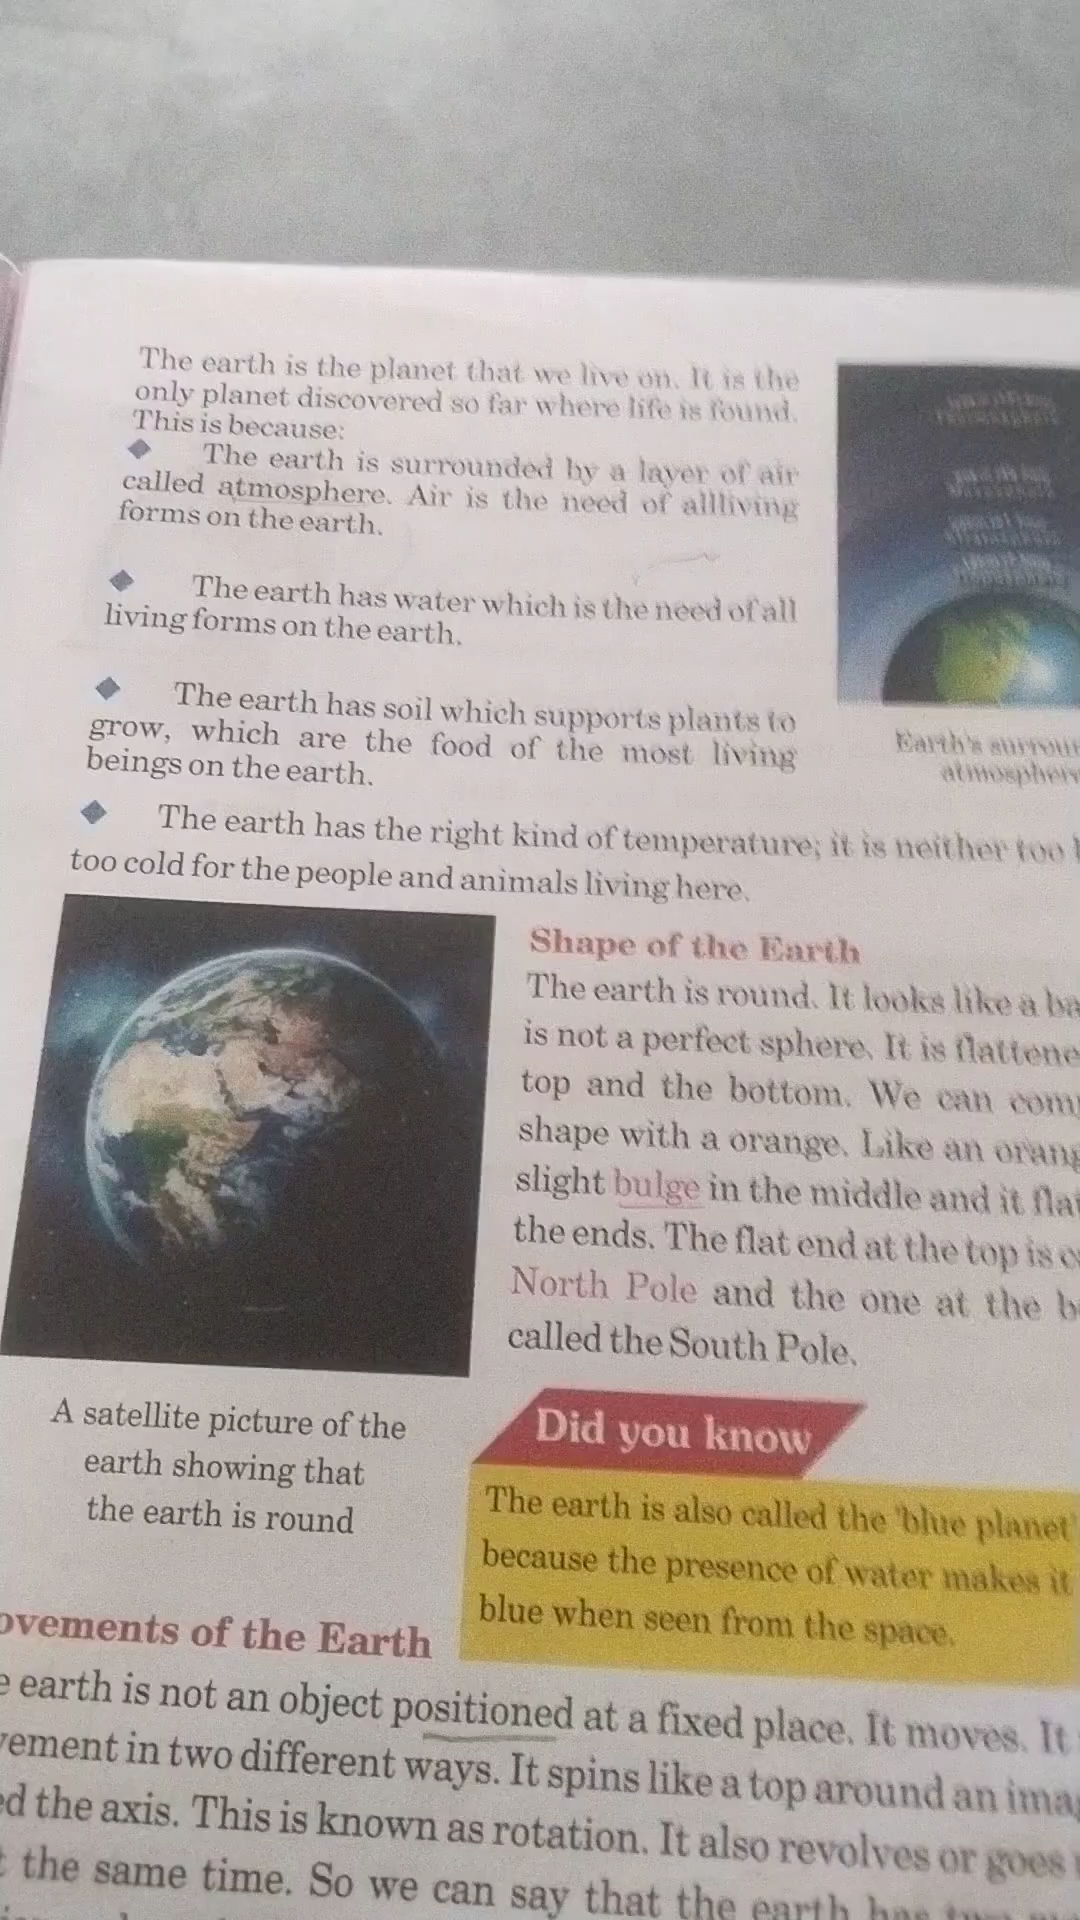 The earth is the planet that we live on. It is the
only planet discovered so far where life is found.
This is because:
The earth is surrounded by a layer of air
called atmosphere. Air is the need of allliving
forms on the earth.
The earth has water which is the need of all
living forms on the earth.
The earth has soil which supports plants to
grow, which are the food of the most living
beings on the earth.
The earth has the right kind of temperature; it is neither too
too cold for the people and animals living here.
Earth's
Shape of the Earth
The earth is round. It looks like a
is not a perfect sphere. It is
top and the bottom. We can
shape with a orange. Like an
slight bulge in the middle and it
the ends. The flat end at the top is
North Pole and the one at the
called the South Pole.
A satellite picture of the
earth showing that
the earth is round
Did you know
The earth is also called the 'blue planet'
because the presence of water makes it
blue when seen from the space.
ovements of the Earth
earth is not an object positioned at a fixed place. It moves. It
vement in two different ways. It spins like a top around an
ed the axis. This is known as rotation. It also revolves or goes
the same time. So we can say that the earth has